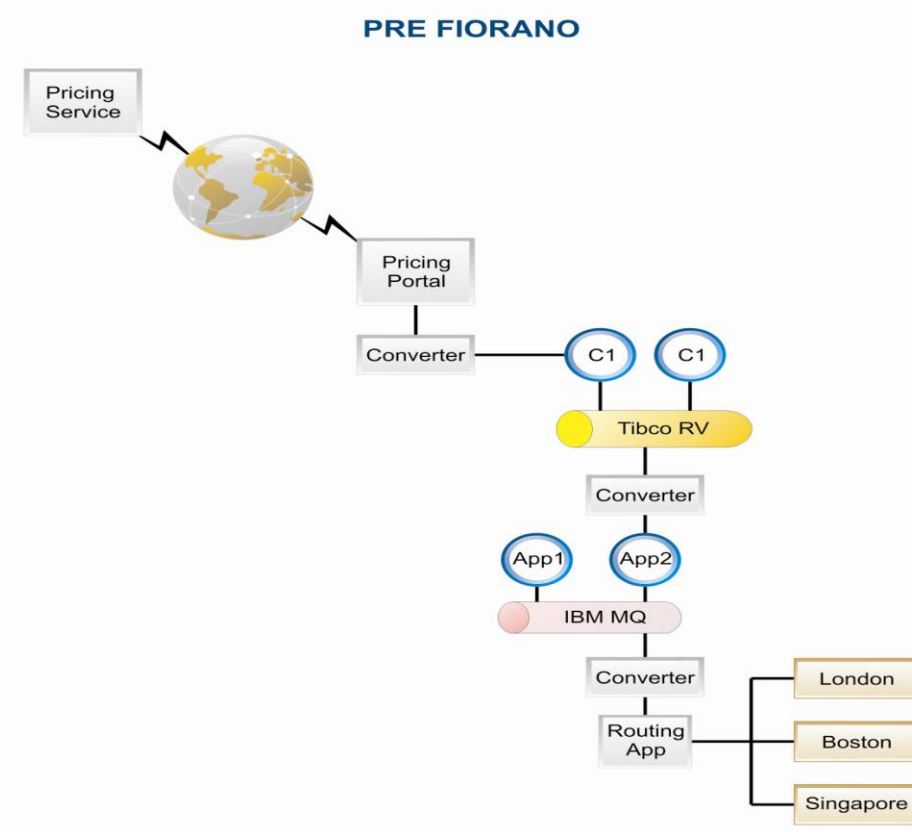 PRE FIORANO
Pricing
Service
Pricing
Portal
Converter
C1
C1
Tibco RV
Converter
App1
App2
IBM MQ
Converter
London
Routing
App
Boston
Singapore